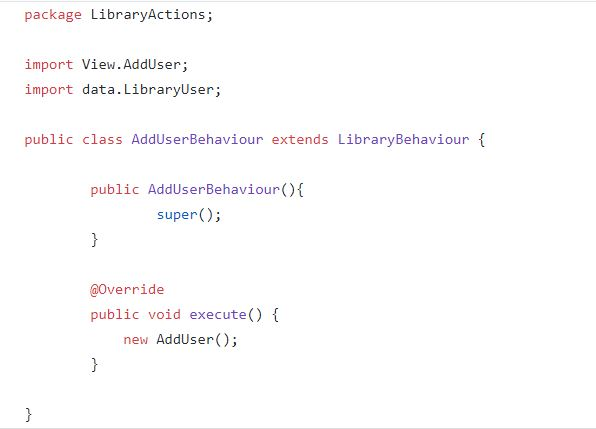 package LibraryActions;
import View.AddUser;
import data.LibraryUser;
public class AddUserBehaviour extends LibraryBehaviour {
public AddUserBehaviour(){
super();
}
@Override
public void execute() {
new AddUser();
}
}